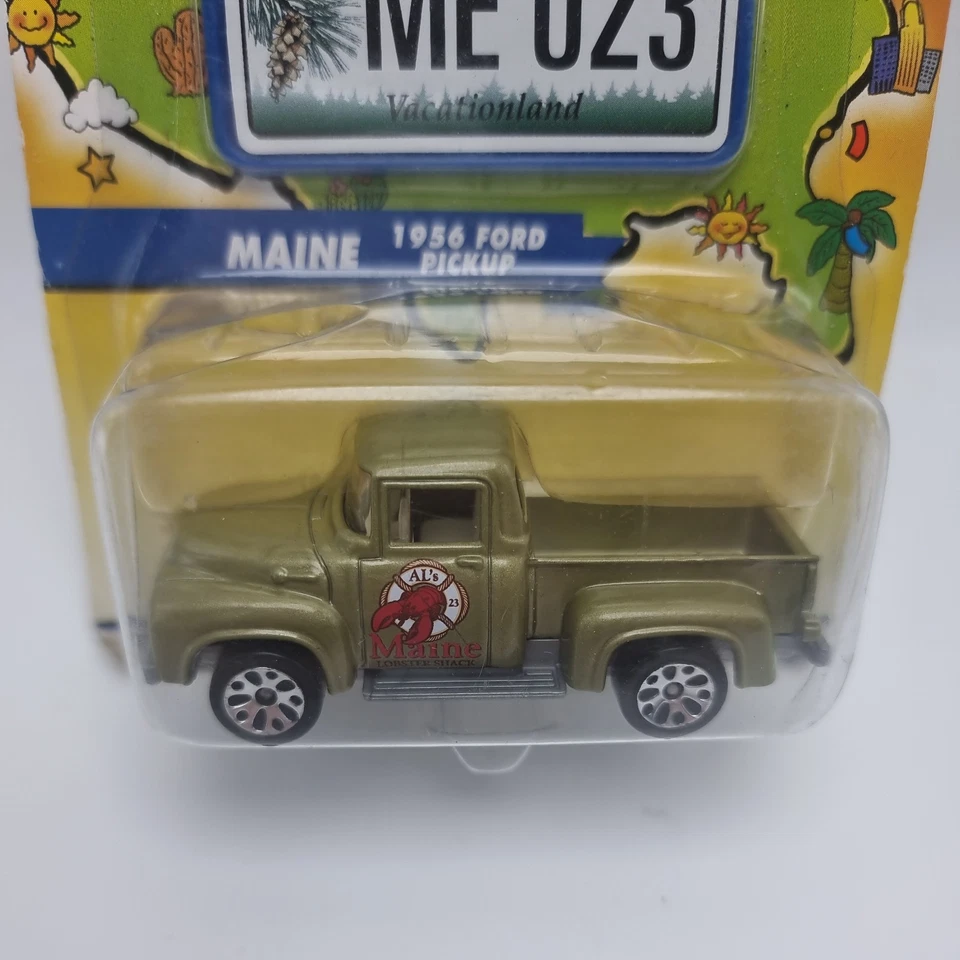 ME 023
Vacationland
MAINE
1956 FORD
PICKUP
AL's
23
Maine
LOBSTER SHACK